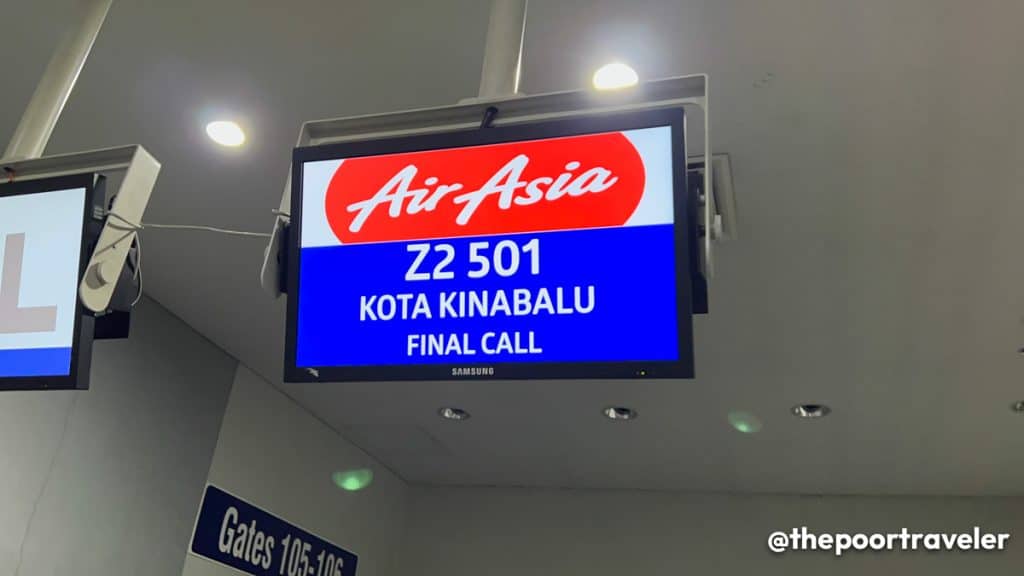 AirAsia
Z2 501
KOTA KINABALU
FINAL CALL
SAMSUNG
L
Gates 105-106
@thepoortraveler